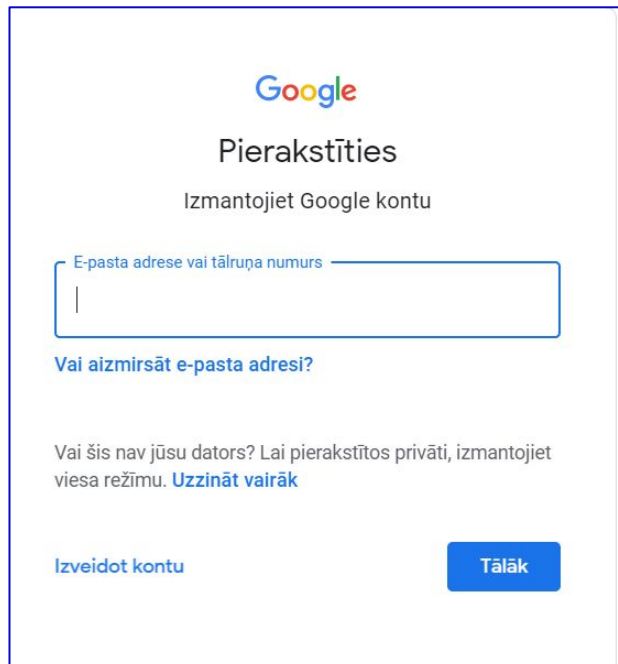 Google
Pierakstīties
Izmantojiet Google kontu
E-pasta adrese vai tālruņa numurs
Vai aizmirsāt e-pasta adresi?
Vai šis nav jūsu dators? Lai pierakstītos privāti, izmantojiet
viesa režīmu. Uzzināt vairāk
Izveidot kontu
Tālāk